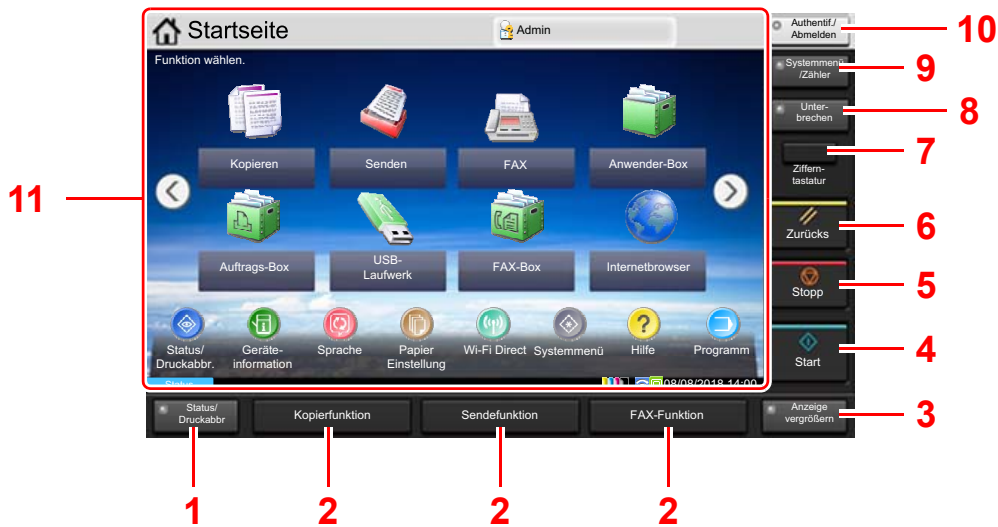 Startseite
Admin
Authentif./
Abmelden
10
Funktion wählen.
Systemmenü
/Zähler
9
Unter-
brechen
8
Kopieren
Senden
FAX
Anwender-Box
7
Ziffern-
tastatur
11
Zurücks
6
Auftrags-Box
USB-
Laufwerk
FAX-Box
Internetbrowser
Stopp
5
Status/
Druckabbr.
Geräte-
information
Sprache
Papier
Einstellung
Wi-Fi Direct
Systemmenü
Hilfe
Programm
Start
4
Status
08/08/2018 14:00
Status/
Druckabbr
Kopierfunktion
Sendefunktion
FAX-Funktion
Anzeige
vergrößern
3
1
2
2
2